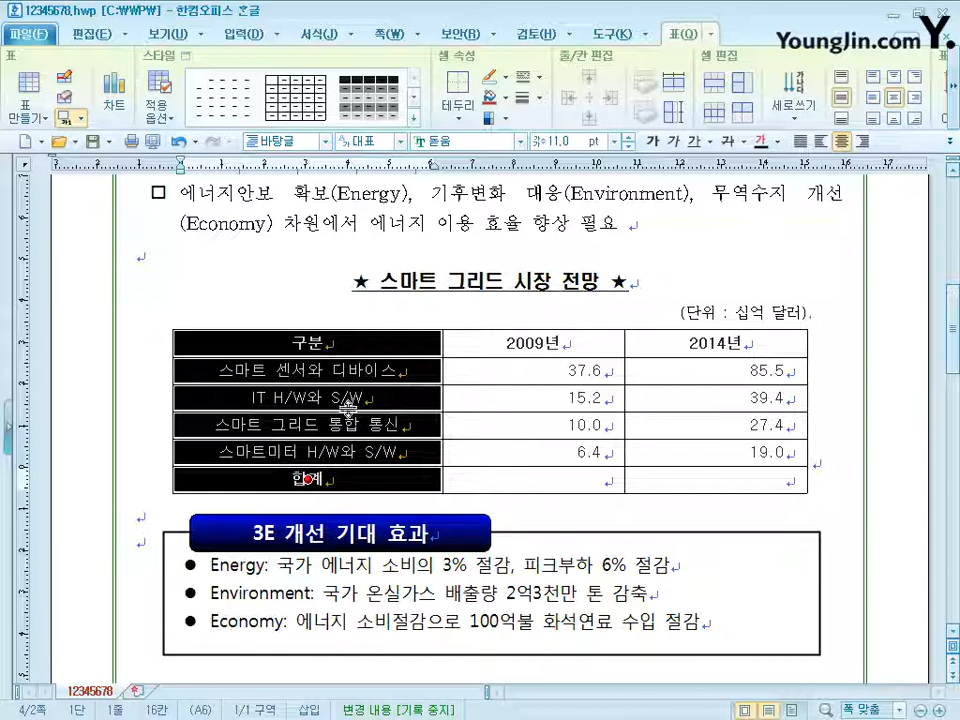 12345678.hwp [C:\WWPW] - 한컴오피스 흔글
파일(F) 편집(E) 보기(U) 입력(D) 서식(J) 쪽(W) 보안(R) 검토(H) 도구(K) 표(Q)
YoungJin.com Y.
표 스타일 셀 속성 줄/칸 편집 셀 편집
표 만들기 차트 적용 옵션 테두리 세로쓰기
바탕글 대표 돋움 11,0 pt 가 가 가 가 가
□ 에너지안보 확보(Energy), 기후변화 대응(Environment), 무역수지 개선
(Economy) 차원에서 에너지 이용 효율 향상 필요
★ 스마트 그리드 시장 전망 ★
(단위 : 십억 달러).
구분 2009년 2014년
스마트 센서와 디바이스 37.6 85.5
IT H/W와 S/W 15.2 39.4
스마트 그리드 통합 통신 10.0 27.4
스마트미터 H/W와 S/W 6.4 19.0
합계
3E 개선 기대 효과
● Energy: 국가 에너지 소비의 3% 절감, 피크부하 6% 절감
● Environment: 국가 온실가스 배출량 2억3천만 톤 감축
● Economy: 에너지 소비절감으로 100억불 화석연료 수입 절감
12345678
4/2쪽 1단 1줄 16칸 (A6) 1/1 구역 삽입 변경 내용 [기록 중지] 폭 맞춤